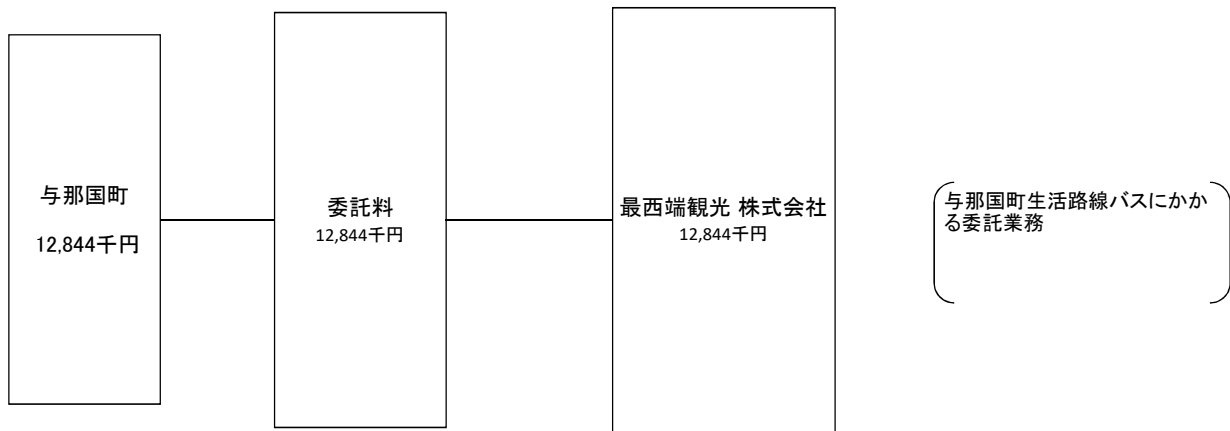 与那国町
12,844千円
委託料
12,844千円
最西端観光 株式会社
12,844千円
与那国町生活路線バスにかか
る委託業務